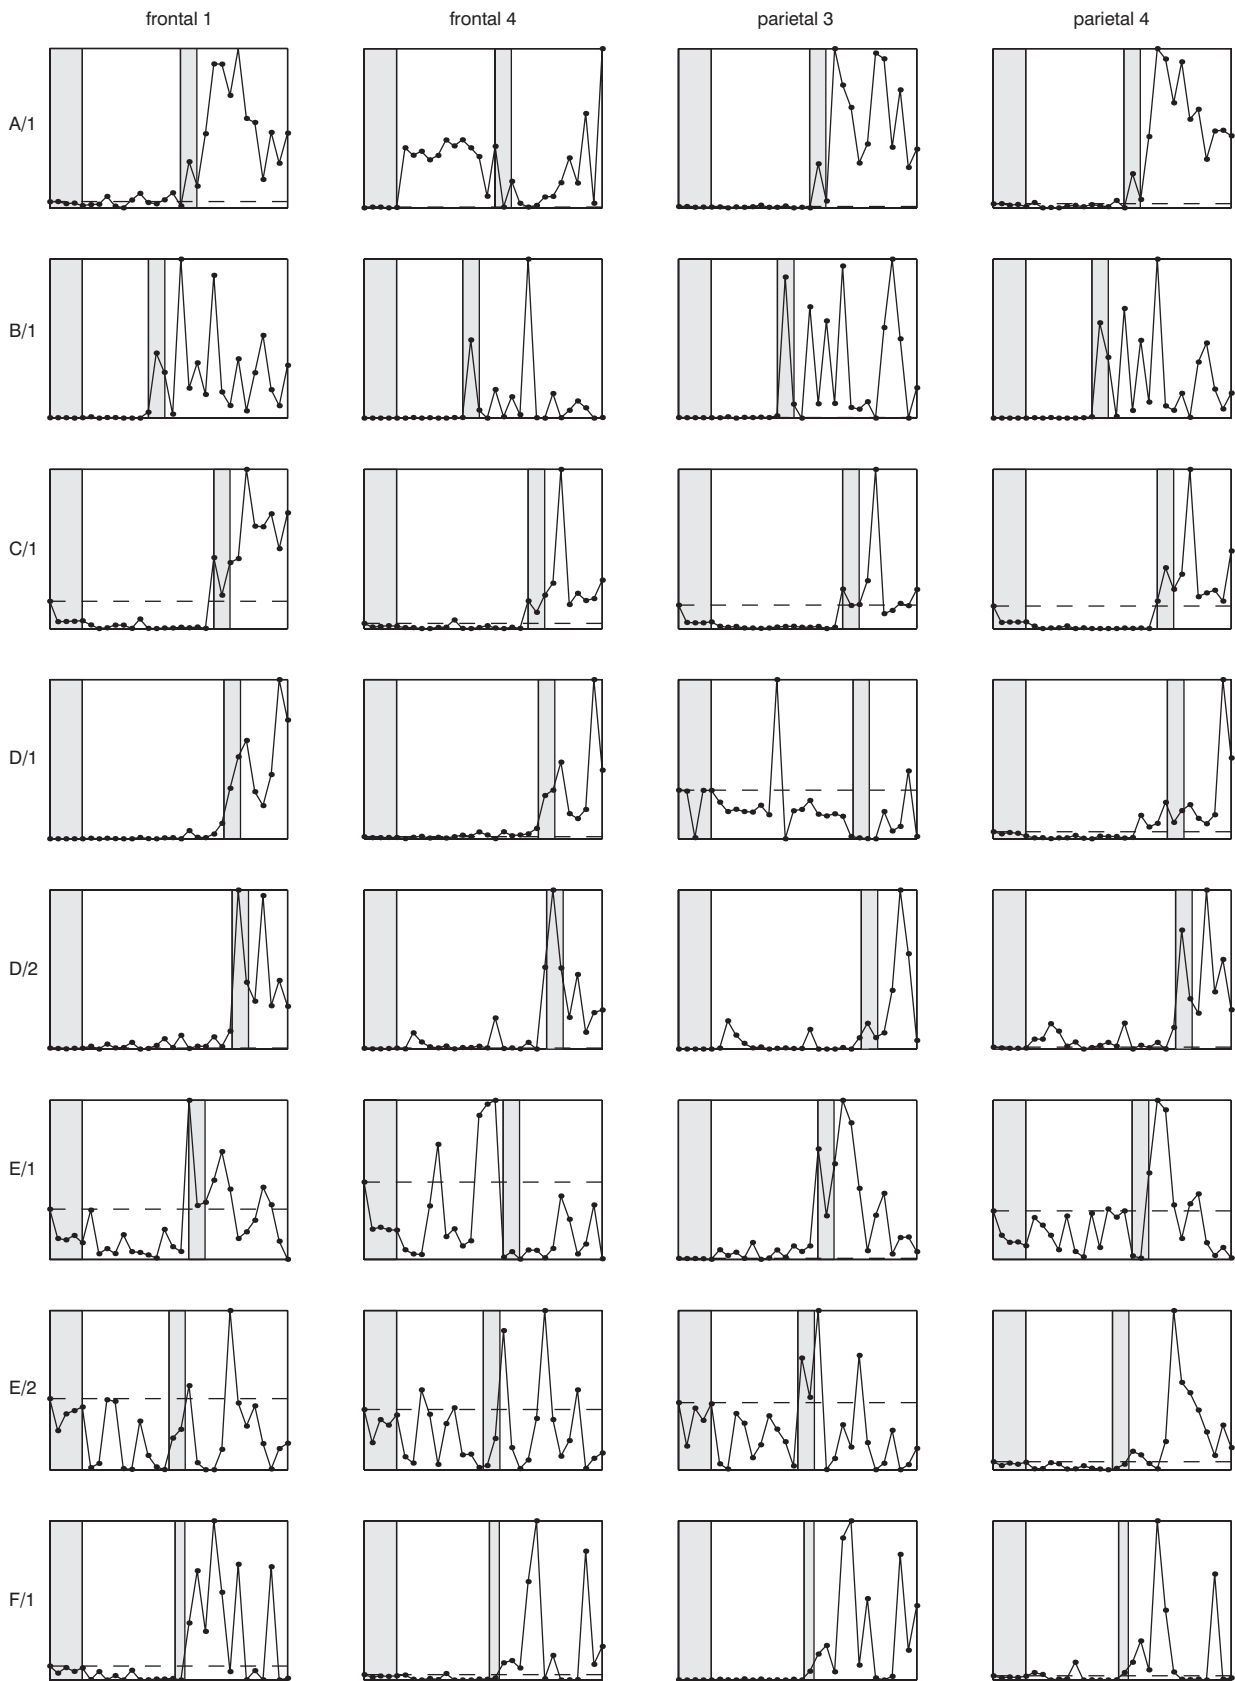 frontal 1 frontal 4 parietal 3 parietal 4
A/1
B/1
C/1
D/1
D/2
E/1
E/2
F/1